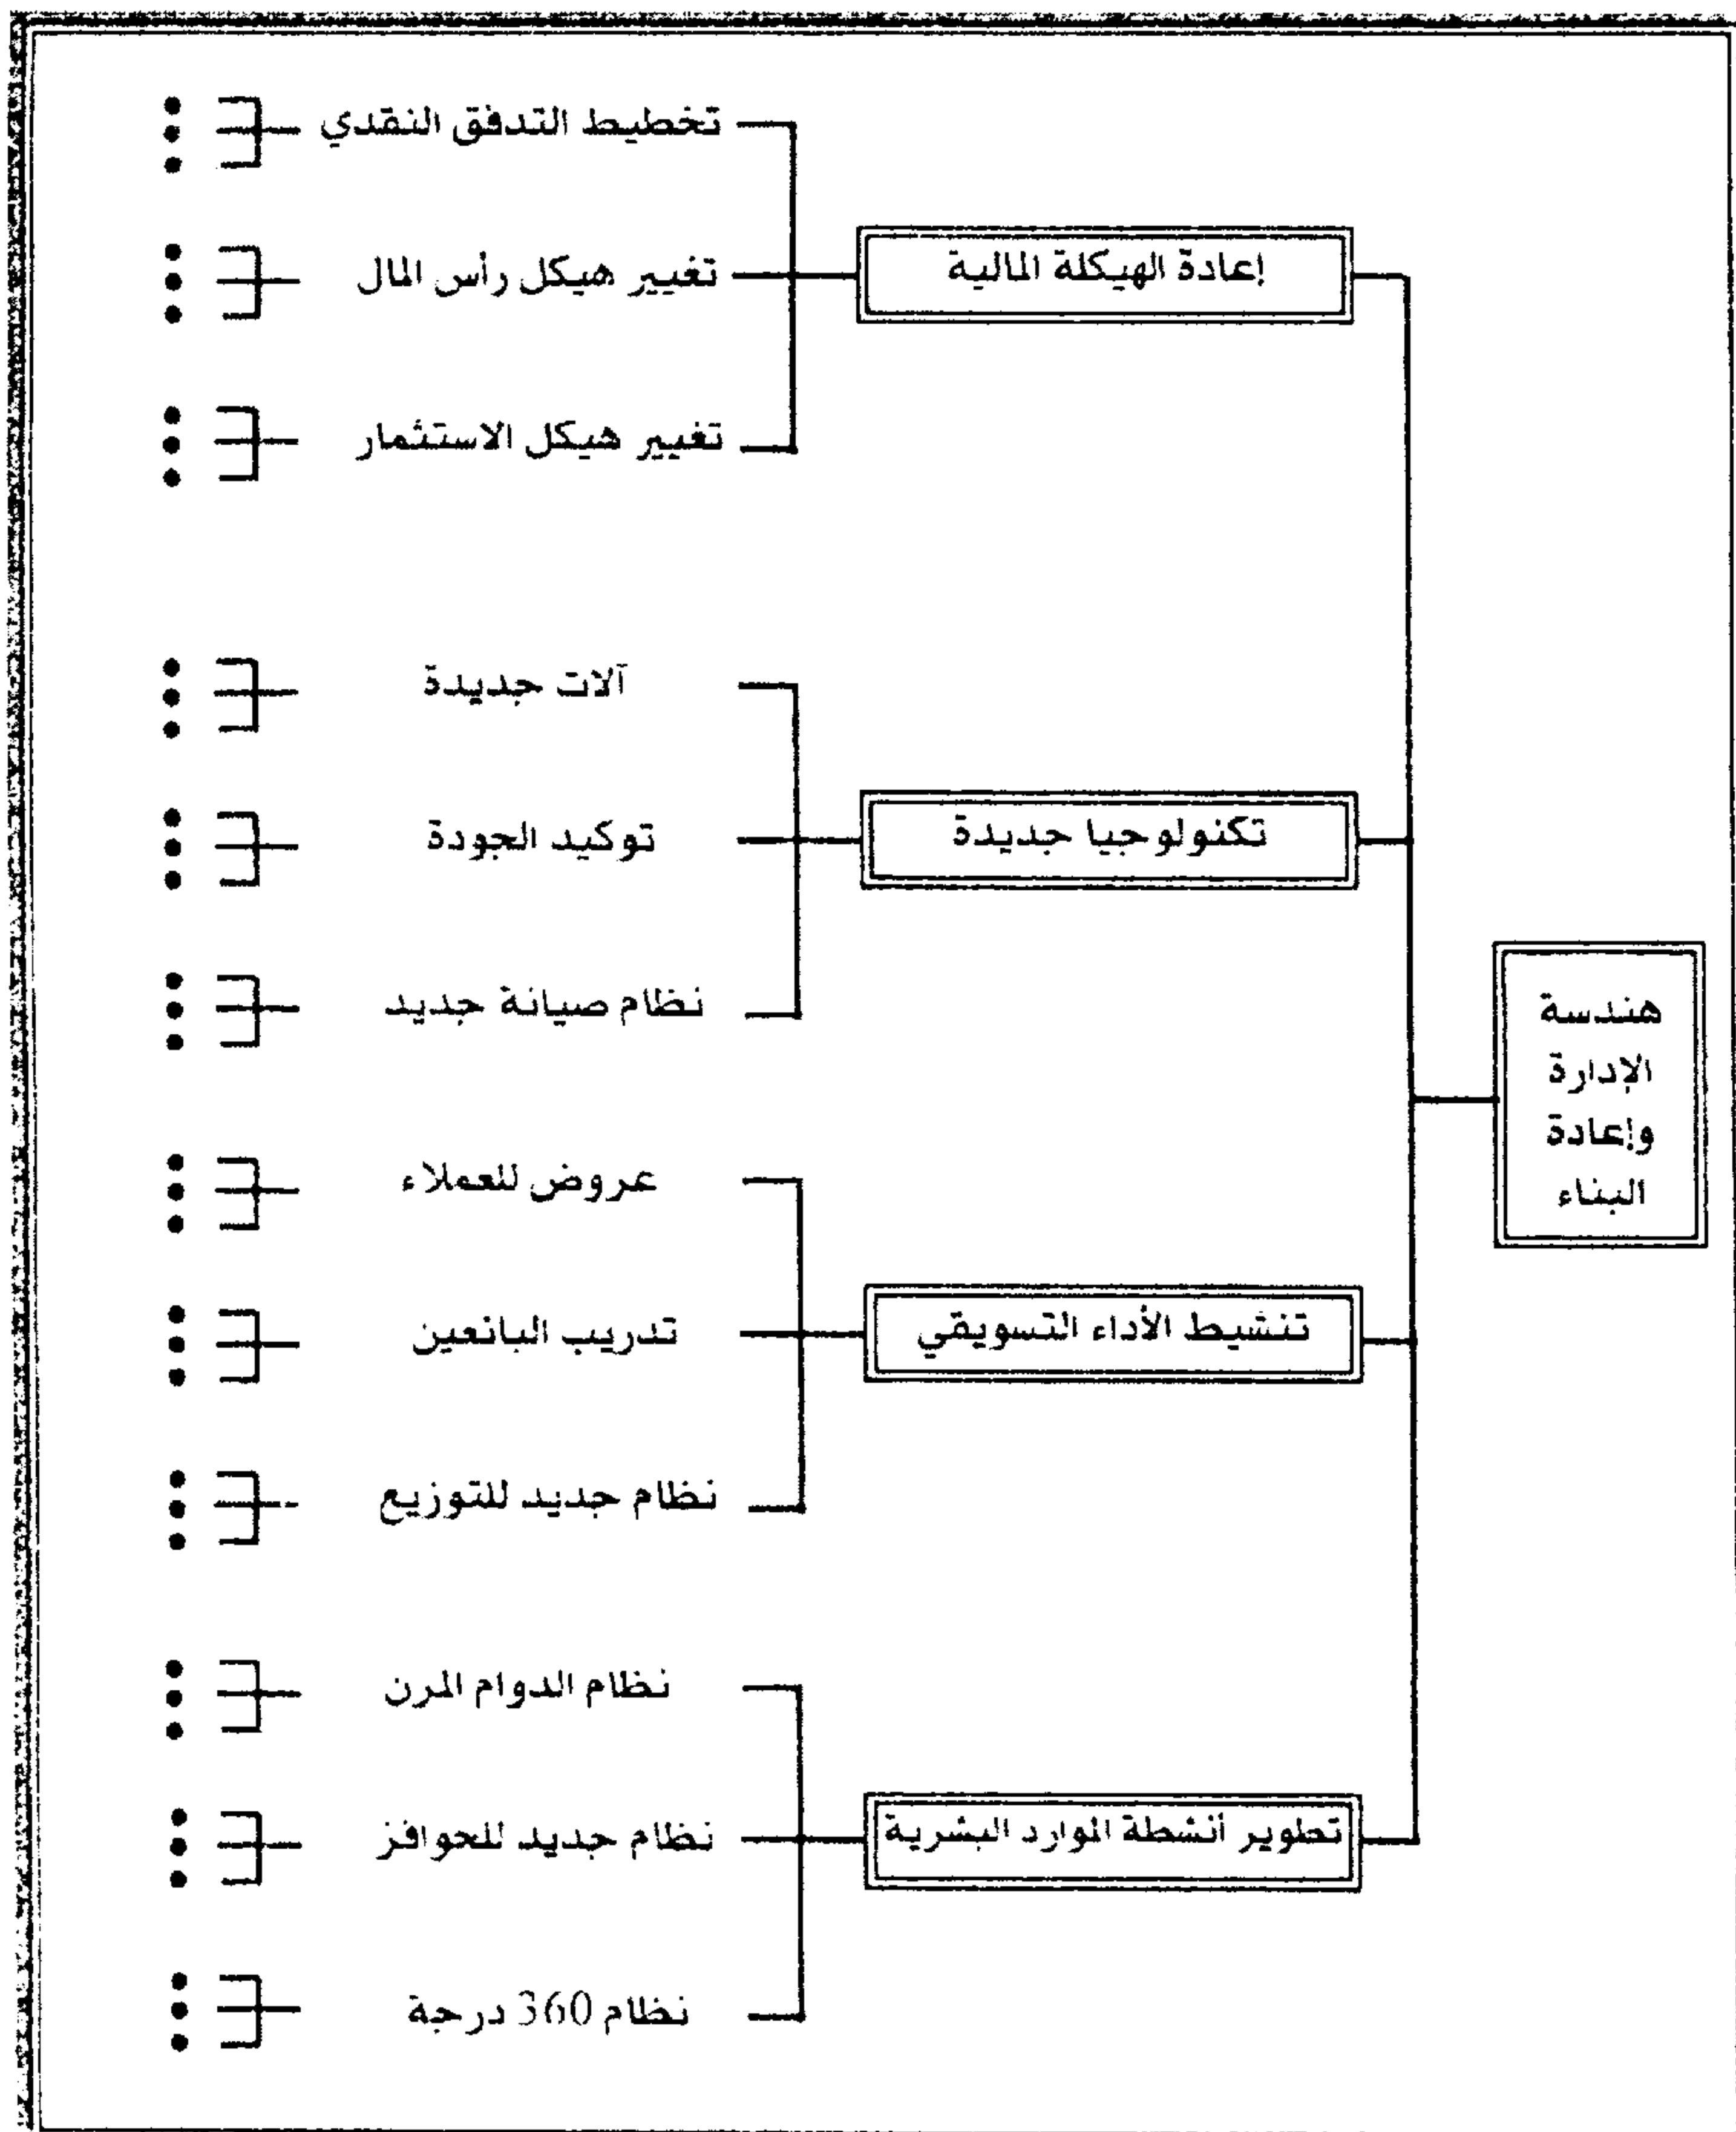 هندسة
الإدارة
وإعادة
البناء
إعادة الهيكلة المالية
تخطيط التدفق النقدي
تغيير هيكل رأس المال
تغيير هيكل الاستثمار
تكنولوجيا جديدة
آلات جديدة
توكيد الجودة
نظام صيانة جديد
تنشيط الأداء التسويقي
عروض للعملاء
تدريب البائعين
نظام جديد للتوزيع
تطوير أنشطة الموارد البشرية
نظام الدوام المرن
نظام جديد للحوافز
نظام 360 درجة